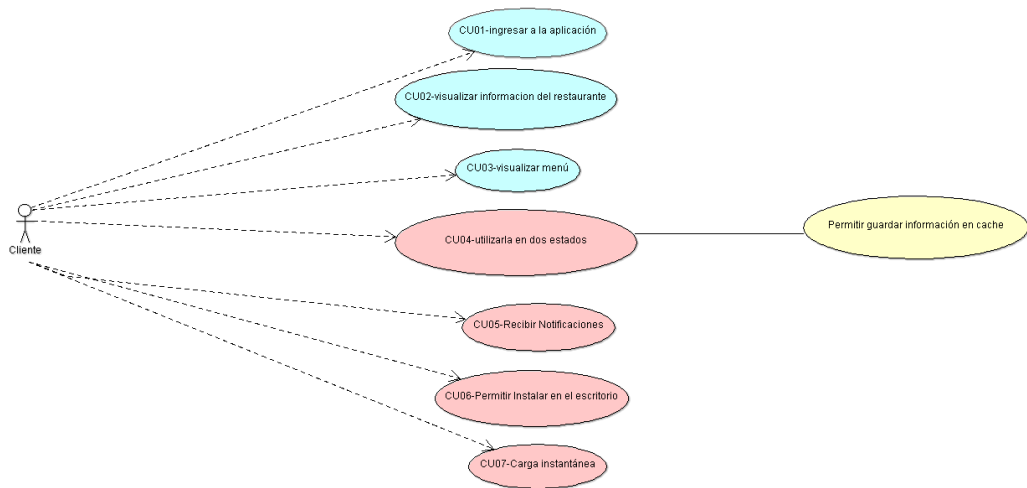 CU01-ingresar a la aplicación
CU02-visualizar informacion del restaurante
CU03-visualizar menú
Cliente
CU04-utilizarla en dos estados
Permitir guardar información en cache
CU05-Recibir Notificaciones
CU06-Permitir Instalar en el escritorio
CU07-Carga instantánea